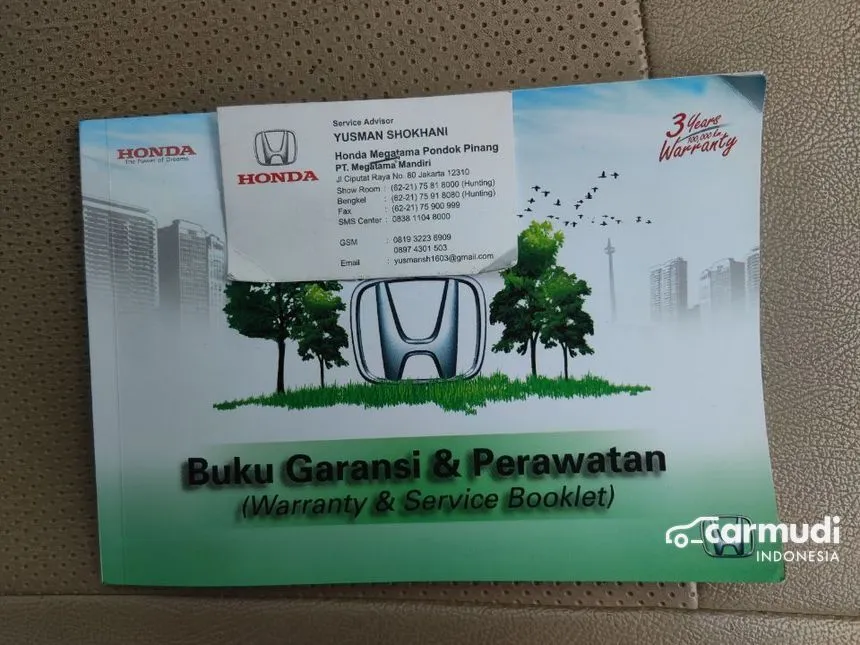 HONDA
The Power of Dreams
Service Advisor
YUSMAN SHOKHANI
Honda Megatama Pondok Pinang
PT. Megatama Mandiri
Jl Ciputat Raya No. 80 Jakarta 12310
Show Room : (62-21) 75 81 8000 (Hunting)
Bengkel : (62-21) 75 91 8080 (Hunting)
Fax : (62-21) 75 900 999
SMS Center : 0838 1104 8000
GSM : 0819 3223 6909
0897 4301 503
Email : yusmansh1603@gmail.com
HONDA
3 Years
100,000 km
Warranty
Buku Garansi & Perawatan
(Warranty & Service Booklet)
carmudi
INDONESIA